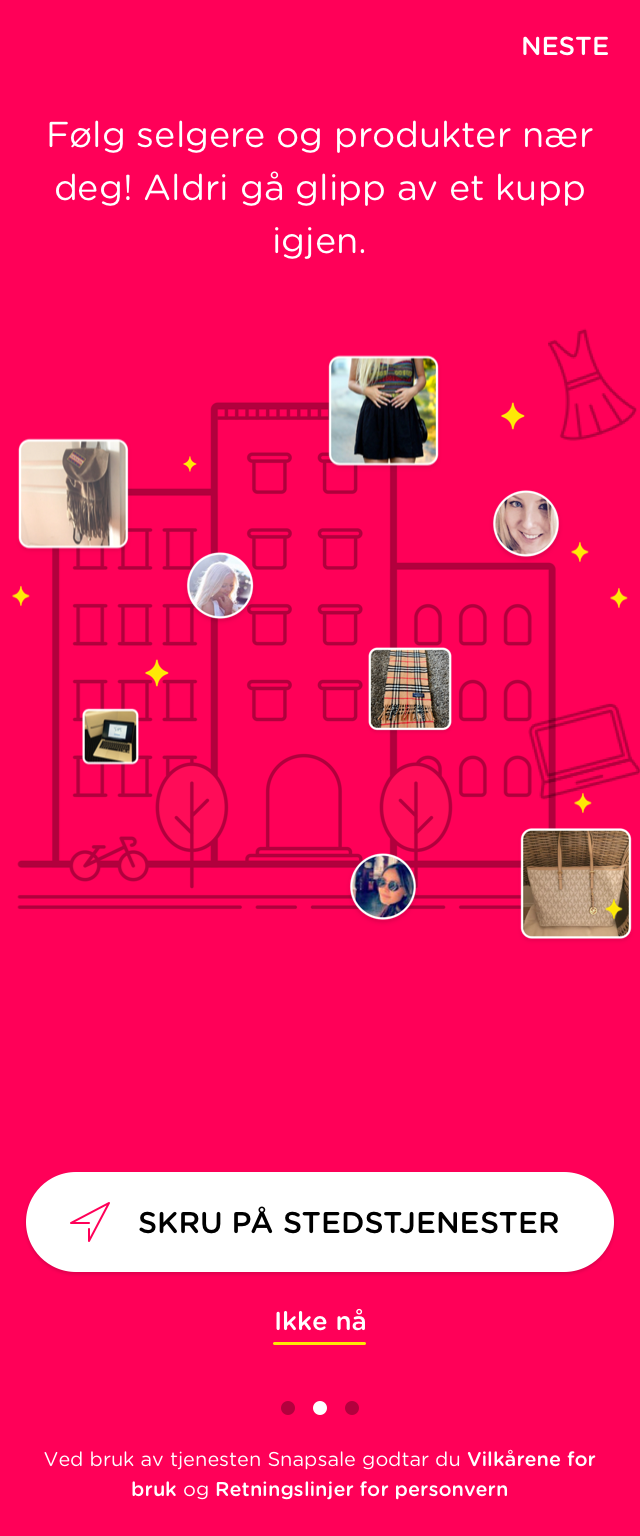 NESTE
Følg selgere og produkter nær
deg! Aldri gå glipp av et kupp
igjen.
SKRU PÅ STEDSTJENESTER
Ikke nå
Ved bruk av tjenesten Snapsale godtar du Vilkårene for
bruk og Retningslinjer for personvern